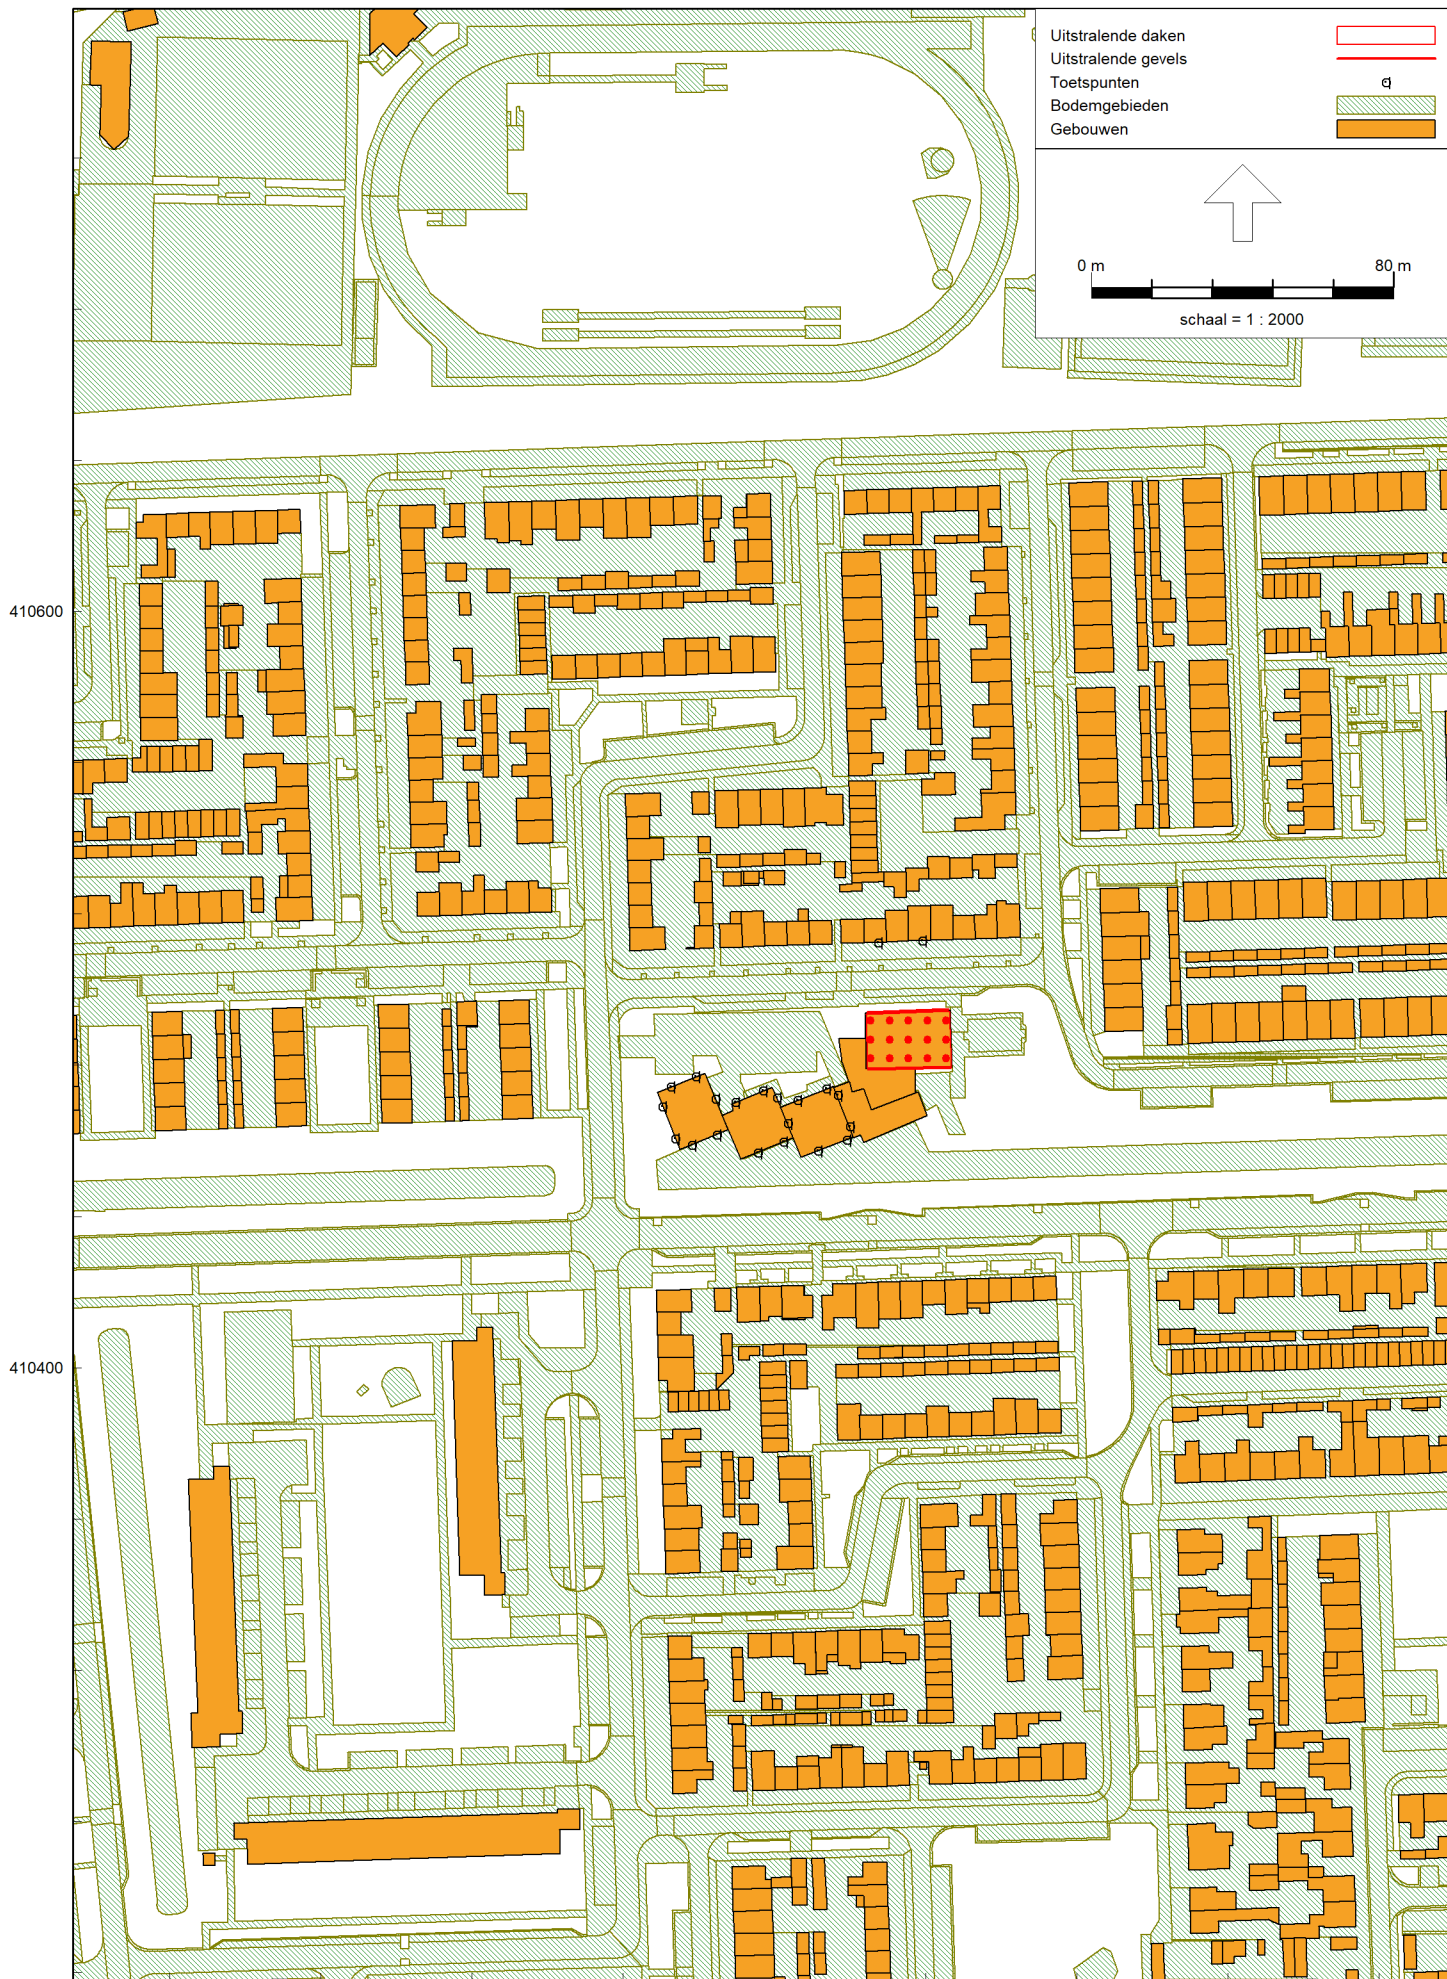 Uitstralende daken
Uitstralende gevels
Toetspunten
Bodemgebieden
Gebouwen
0 m 80 m
schaal = 1 : 2000
410600
410400